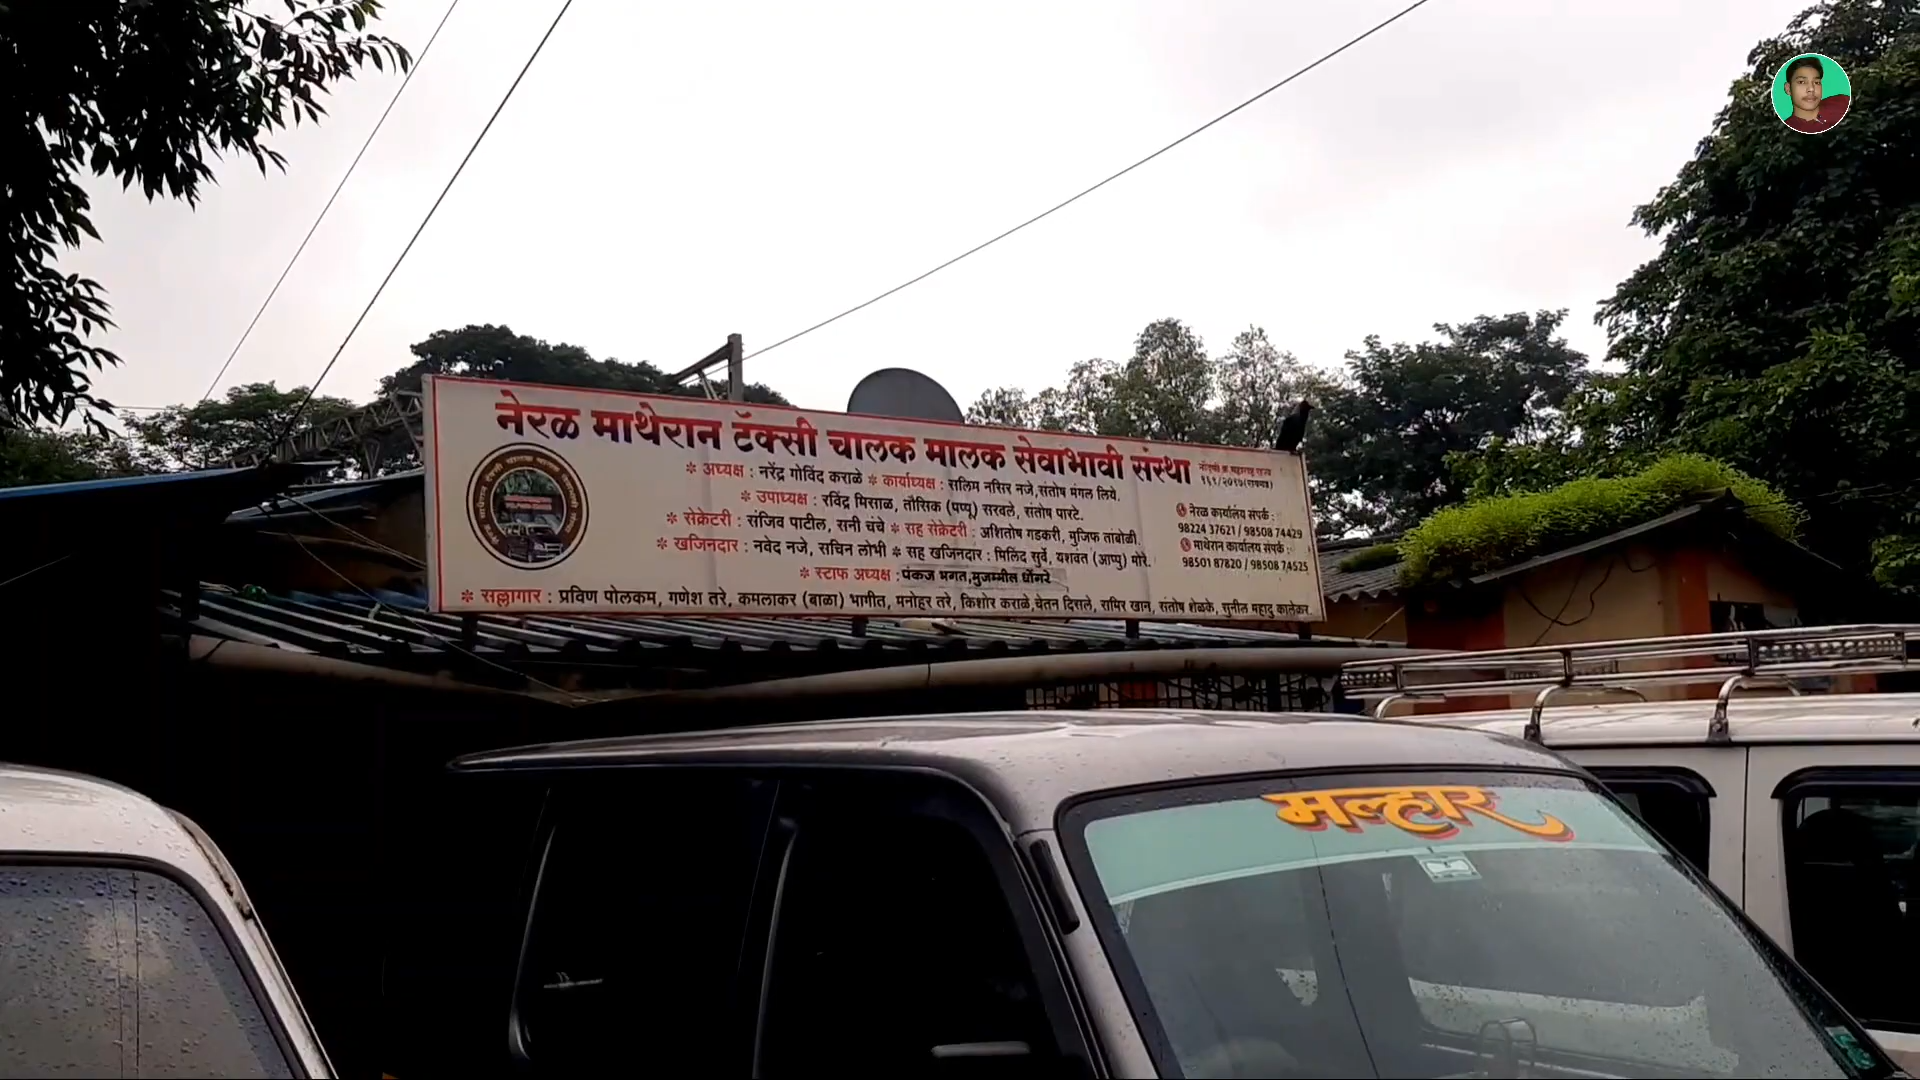 नेरळ माथेरान टॅक्सी चालक मालक सेवाभावी संस्था
❇ अध्यक्ष : नरेंद्र गोविंद कराळे ❇ कार्याध्यक्ष : सलिम नसिर नजे,संतोष मंगल लिये.
❇ उपाध्यक्ष : रविंद्र मिसाळ, तौसिक (पप्पू) सरवले, संतोष पारटे.
❇ सेक्रेटरी : संजिव पाटील, सनी चंचे ❇ सह सेक्रेटरी : अशितोष गडकरी, मुजिफ तांबोळी.
❇ खजिनदार : नवेद नजे, सचिन लोभी ❇ सह खजिनदार : मिलिंद सुर्वे, यशवंत (आप्पु) मोरे.
❇ स्टाफ अध्यक्ष : पंकज भगत,मुजम्मील धोंगरे
❇ सल्लागार : प्रविण पोलकम, गणेश तरे, कमलाकर (बाळा) भागीत, मनोहर तरे, किशोर कराळे,चेतन दिसले, समिर खान, संतोष शेळके, सुनील महादु कालेकर.
नेरळ कार्यालय संपर्क :
98224 37621 / 98508 74429
माथेरान कार्यालय संपर्क :
98501 87820 / 98508 74525
मल्हार